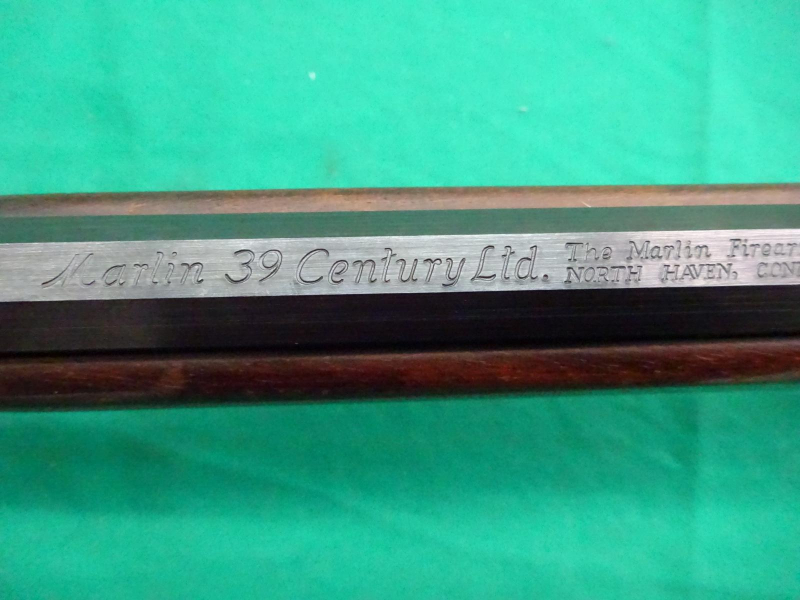 Marlin 39 Century Ltd.
The Marlin Firear
NORTH HAVEN, CON